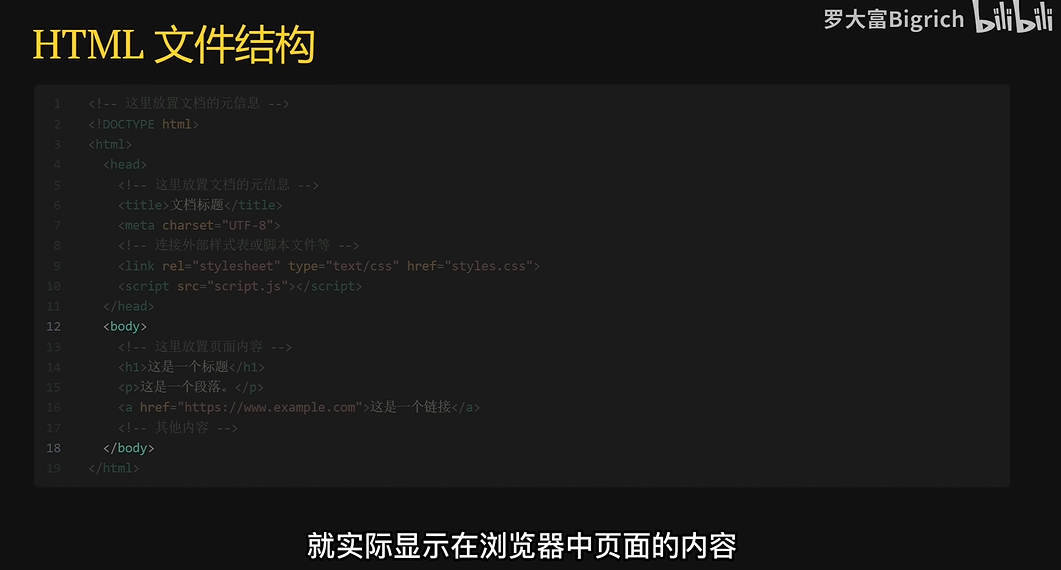 罗大富Bigrich bilibili
HTML 文件结构
1 <!-- 这里放置文档的元信息 -->
2 <!DOCTYPE html>
3 <html>
4 <head>
5 <!-- 这里放置文档的元信息 -->
6 <title>文档标题</title>
7 <meta charset="UTF-8">
8 <!-- 连接外部样式表或脚本文件等 -->
9 <link rel="stylesheet" type="text/css" href="styles.css">
10 <script src="script.js"></script>
11 </head>
12 <body>
13 <!-- 这里放置页面内容 -->
14 <h1>这是一个标题</h1>
15 <p>这是一个段落。</p>
16 <a href="https://www.example.com">这是一个链接</a>
17 <!-- 其他内容 -->
18 </body>
19 </html>
就实际显示在浏览器中页面的内容